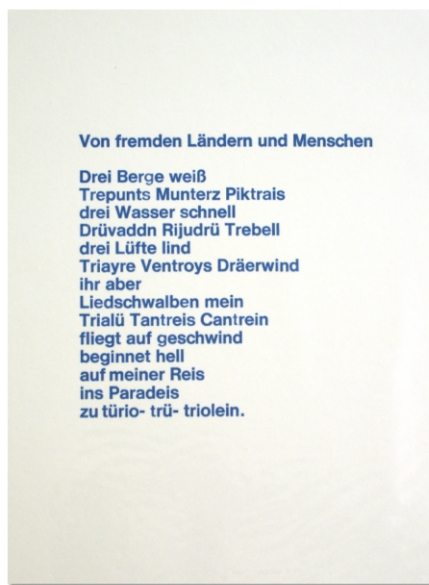 Von fremden Ländern und Menschen
Drei Berge weiß
Trepunts Munterz Piktrais
drei Wasser schnell
Drüvaddn Rijudrü Trebell
drei Lüfte lind
Triayre Ventroys Dräerwind
ihr aber
Liedschwalben mein
Trialü Tantreis Cantrein
fliegt auf geschwind
beginnet hell
auf meiner Reis
ins Paradeis
zu türio- trü- triolein.